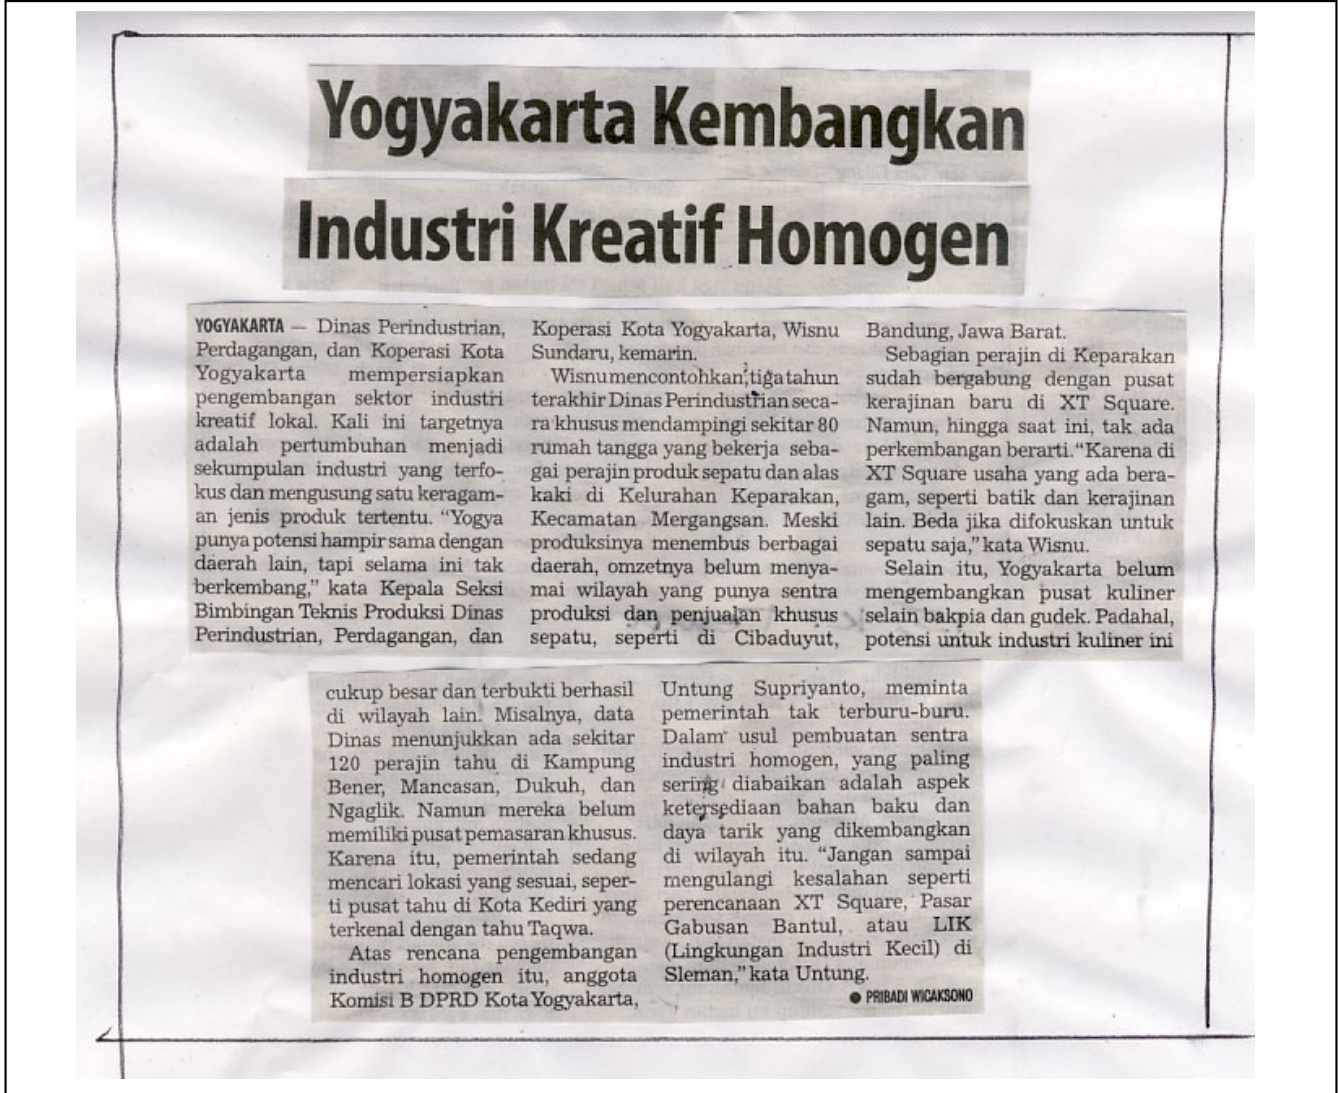 Yogyakarta Kembangkan
Industri Kreatif Homogen
YOGYAKARTA — Dinas Perindustrian,
Perdagangan, dan Koperasi Kota
Yogyakarta mempersiapkan
pengembangan sektor industri
kreatif lokal. Kali ini targetnya
adalah pertumbuhan menjadi
sekumpulan industri yang terfo-
kus dan mengusung satu keragam-
an jenis produk tertentu. “Yogya
punya potensi hampir sama dengan
daerah lain, tapi selama ini tak
berkembang,” kata Kepala Seksi
Bimbingan Teknis Produksi Dinas
Perindustrian, Perdagangan, dan
Koperasi Kota Yogyakarta, Wisnu
Sundaru, kemarin.
Wisnu mencontohkan, tiga tahun
terakhir Dinas Perindustrian seca-
ra khusus mendampingi sekitar 80
rumah tangga yang bekerja seba-
gai perajin produk sepatu dan alas
kaki di Kelurahan Keparakan,
Kecamatan Mergangsan. Meski
produksinya menembus berbagai
daerah, omzetnya belum menya-
mai wilayah yang punya sentra
produksi dan penjualan khusus
sepatu, seperti di Cibaduyut,
Bandung, Jawa Barat.
Sebagian perajin di Keparakan
sudah bergabung dengan pusat
kerajinan baru di XT Square.
Namun, hingga saat ini, tak ada
perkembangan berarti. “Karena di
XT Square usaha yang ada bera-
gam, seperti batik dan kerajinan
lain. Beda jika difokuskan untuk
sepatu saja,” kata Wisnu.
Selain itu, Yogyakarta belum
mengembangkan pusat kuliner
selain bakpia dan gudek. Padahal,
potensi untuk industri kuliner ini
cukup besar dan terbukti berhasil
di wilayah lain. Misalnya, data
Dinas menunjukkan ada sekitar
120 perajin tahu di Kampung
Bener, Mancasan, Dukuh, dan
Ngaglik. Namun mereka belum
memiliki pusat pemasaran khusus.
Karena itu, pemerintah sedang
mencari lokasi yang sesuai, seper-
ti pusat tahu di Kota Kediri yang
terkenal dengan tahu Taqwa.
Atas rencana pengembangan
industri homogen itu, anggota
Komisi B DPRD Kota Yogyakarta,
Untung Supriyanto, meminta
pemerintah tak terburu-buru.
Dalam usul pembuatan sentra
industri homogen, yang paling
sering diabaikan adalah aspek
ketersediaan bahan baku dan
daya tarik yang dikembangkan
di wilayah itu. “Jangan sampai
mengulangi kesalahan seperti
perencanaan XT Square, Pasar
Gabusan Bantul, atau LIK
(Lingkungan Industri Kecil) di
Sleman,” kata Untung.
● PRIBADI WICAKSONO